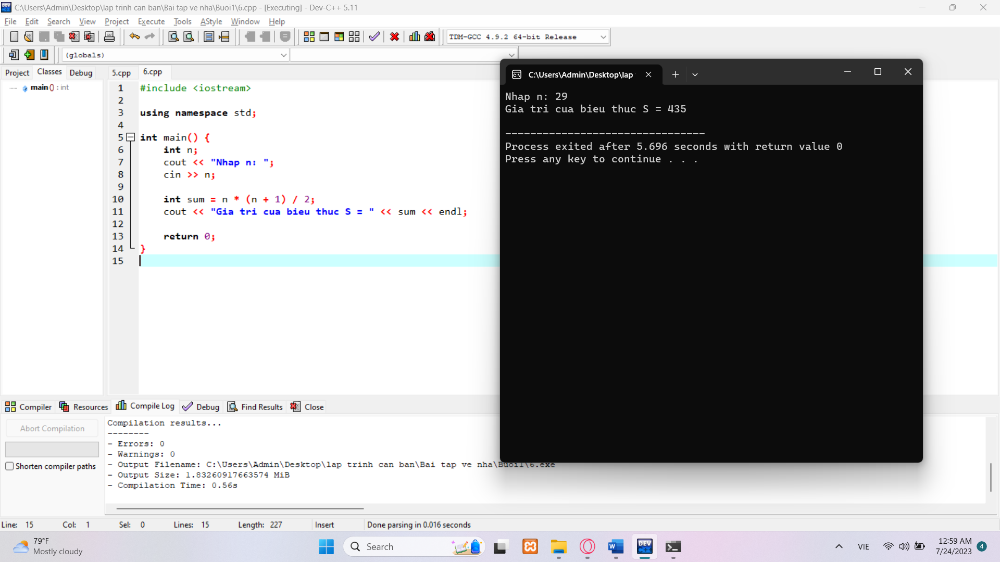 C:\Users\Admin\Desktop\lap trinh can ban\Bai tap ve nha\Buoi1\6.cpp - [Executing] - Dev-C++ 5.11
File Edit Search View Project Execute Tools AStyle Window Help
TDM-GCC 4.9.2 64-bit Release
(globals)
Project Classes Debug
5.cpp 6.cpp
main () : int
1 #include <iostream>
2
3 using namespace std;
4
5 int main() {
6 int n;
7 cout << "Nhap n: ";
8 cin >> n;
9
10 int sum = n * (n + 1) / 2;
11 cout << "Gia tri cua bieu thuc S = " << sum << endl;
12
13 return 0;
14 }
15
C:\Users\Admin\Desktop\lap
Nhap n: 29
Gia tri cua bieu thuc S = 435
--------------------------------
Process exited after 5.696 seconds with return value 0
Press any key to continue . . .
Compiler Resources Compile Log Debug Find Results Close
Abort Compilation
Shorten compiler paths
Compilation results...
--------
- Errors: 0
- Warnings: 0
- Output Filename: C:\Users\Admin\Desktop\lap trinh can ban\Bai tap ve nha\Buoi1\6.exe
- Output Size: 1.83260917663574 MiB
- Compilation Time: 0.56s
Line: 15 Col: 1 Sel: 0 Lines: 15 Length: 227 Insert Done parsing in 0.016 seconds
79°F
Mostly cloudy
Search
DEV C++
VIE
12:59 AM
7/24/2023
4